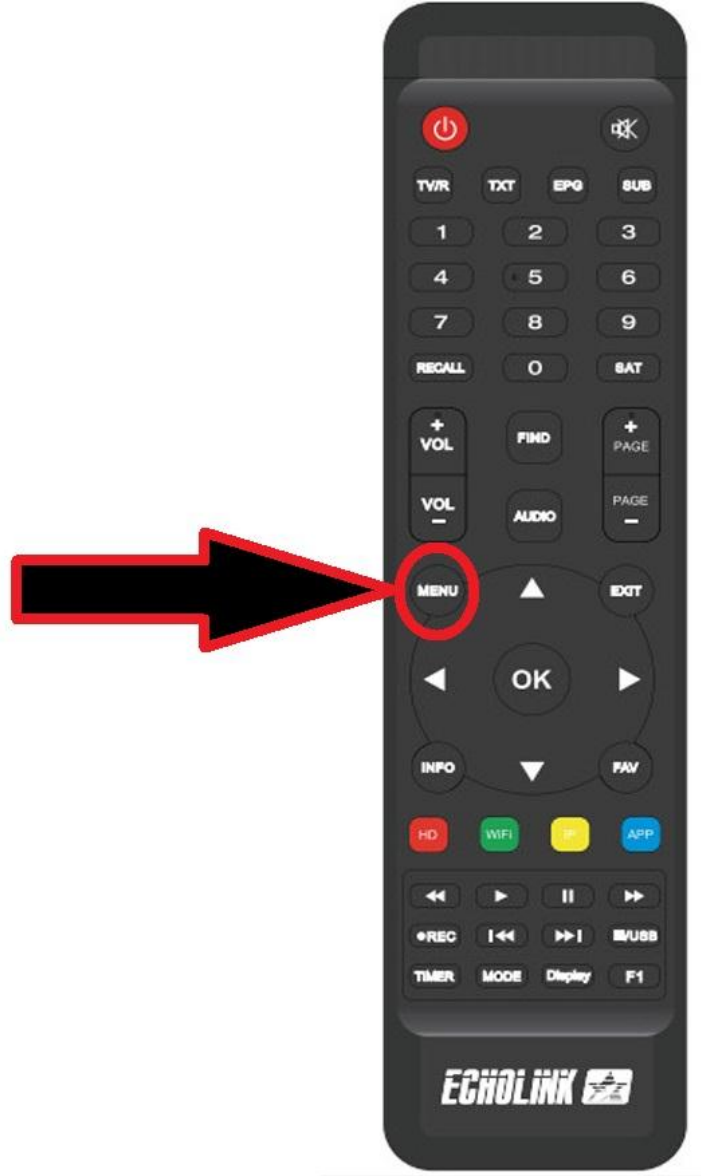 TV/R TXT EPG SUB
1 2 3
4 5 6
7 8 9
RECALL 0 SAT
+ +
VOL FIND PAGE
VOL AUDIO PAGE
- -
MENU EXIT
OK
INFO FAV
HD WiFi IP APP
●REC /USB
TIMER MODE Display F1
ECHOLINK